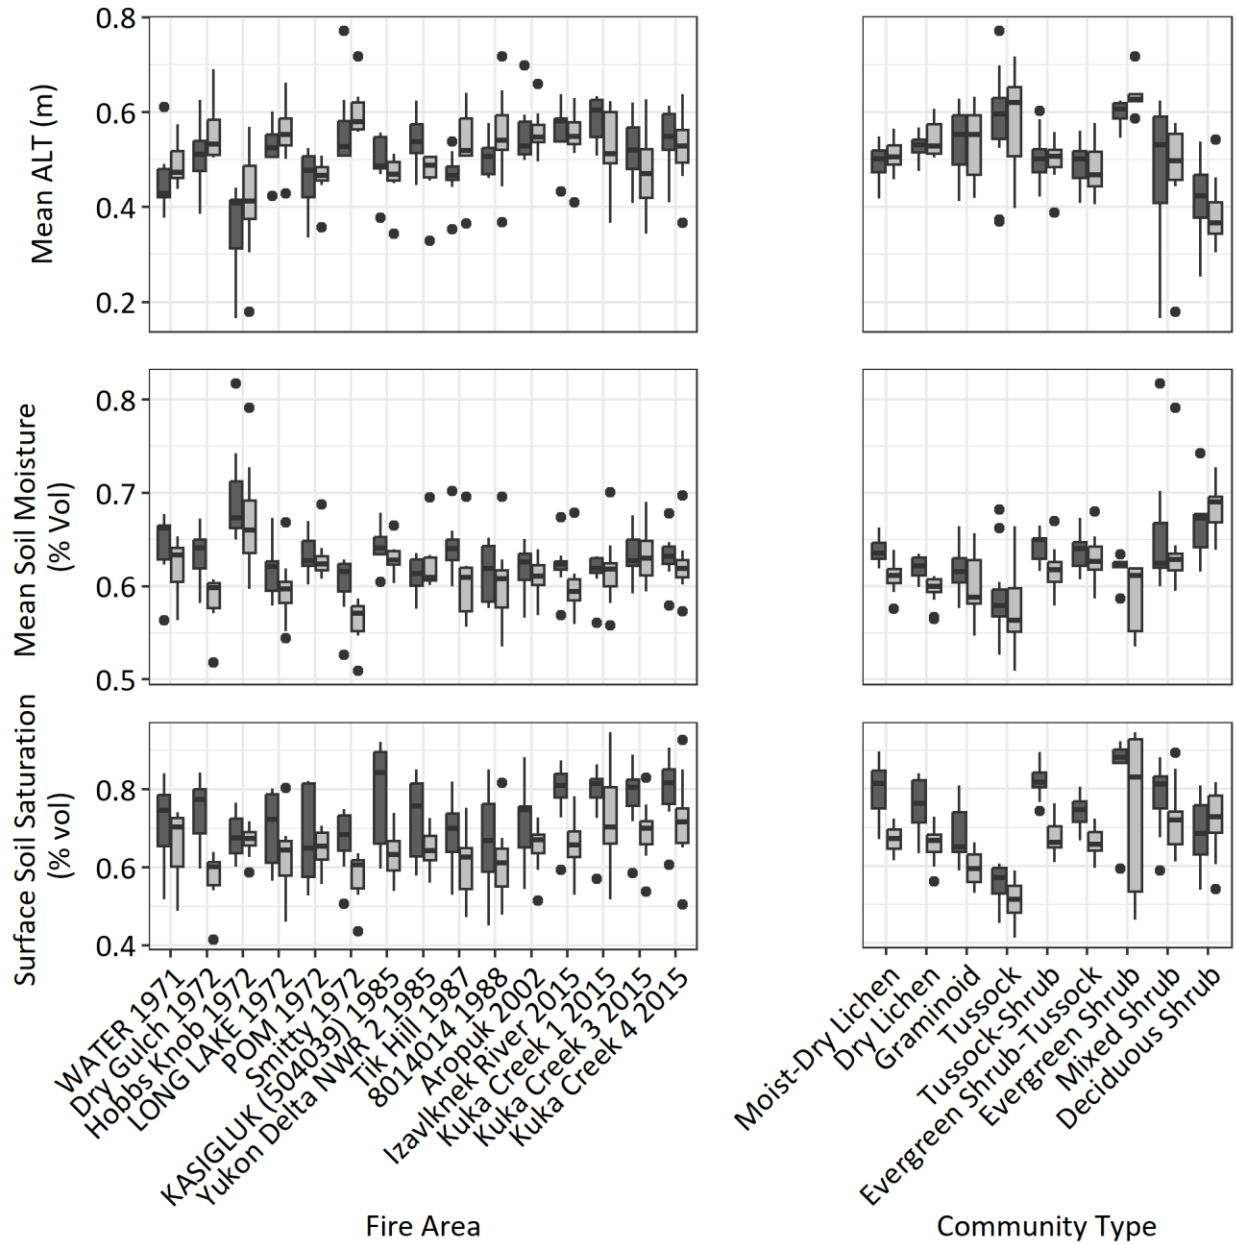 Mean ALT (m)
0.8
0.6
0.4
0.2
Mean Soil Moisture
(% Vol)
0.8
0.7
0.6
0.5
Surface Soil Saturation
(% vol)
0.8
0.6
0.4
WATER 1971
Dry Gulch 1972
Hobbs Knob 1972
LONG LAKE 1972
POM 1972
Smitty 1972
KASIGLUK (504039) 1985
Yukon Delta NWR 2 1985
Tik Hill 1987
8014014 1988
Aropuk 2002
Izavlknek River 2015
Kuka Creek 1 2015
Kuka Creek 3 2015
Kuka Creek 4 2015
Fire Area
Moist-Dry Lichen
Dry Lichen
Graminoid
Tussock
Tussock-Shrub
Evergreen Shrub-Tussock
Evergreen Shrub
Mixed Shrub
Deciduous Shrub
Community Type